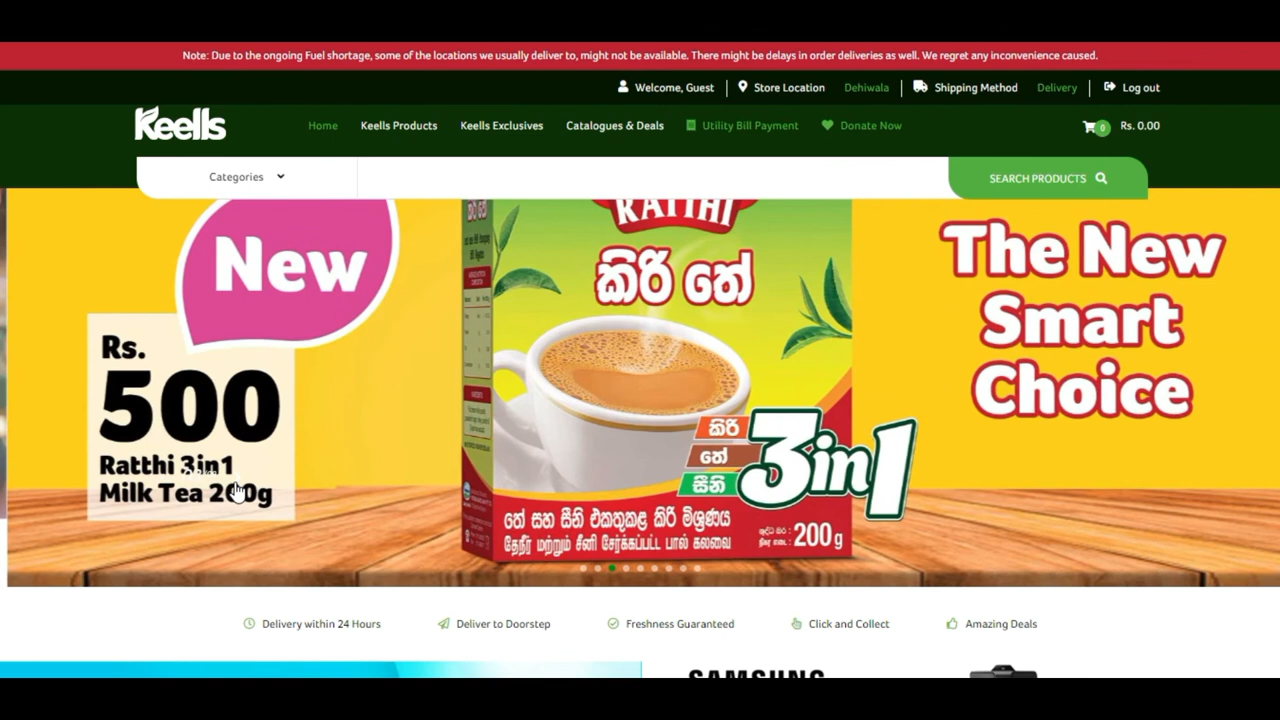 Note: Due to the ongoing Fuel shortage, some of the locations we usually deliver to, might not be available. There might be delays in order deliveries as well. We regret any inconvenience caused.
Welcome, Guest Store Location Dehiwala Shipping Method Delivery Log out
Keells Home Keells Products Keells Exclusives Catalogues & Deals Utility Bill Payment Donate Now 0 Rs. 0.00
Categories SEARCH PRODUCTS
RATTHI
New
කිරි තේ
The New
Smart
Choice
Rs.
500
Ratthi 3in1
Milk Tea 200g
කිරි
තේ
සීනි
3in1
තේ සහ සීනි එකතුකළ කිරි මිශ්‍රණය
தேநீர் மற்றும் சீனி சேர்க்கப்பட்ட பால் கலவை
200g
Delivery within 24 Hours Deliver to Doorstep Freshness Guaranteed Click and Collect Amazing Deals
SAMSUNG